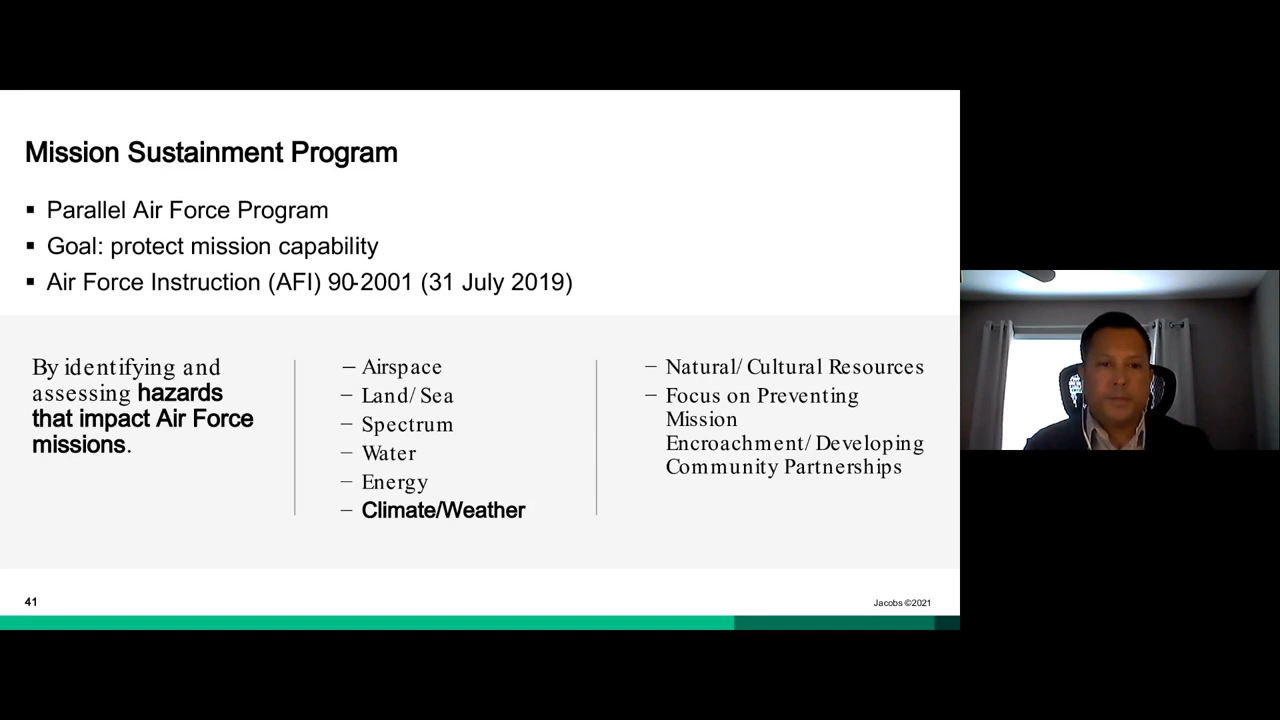 Mission Sustainment Program
▪ Parallel Air Force Program
▪ Goal: protect mission capability
▪ Air Force Instruction (AFI) 90-2001 (31 July 2019)
By identifying and
assessing hazards
that impact Air Force
missions.
– Airspace
– Land/Sea
– Spectrum
– Water
– Energy
– Climate/Weather
– Natural/Cultural Resources
– Focus on Preventing
Mission
Encroachment/Developing
Community Partnerships
41
Jacobs ©2021